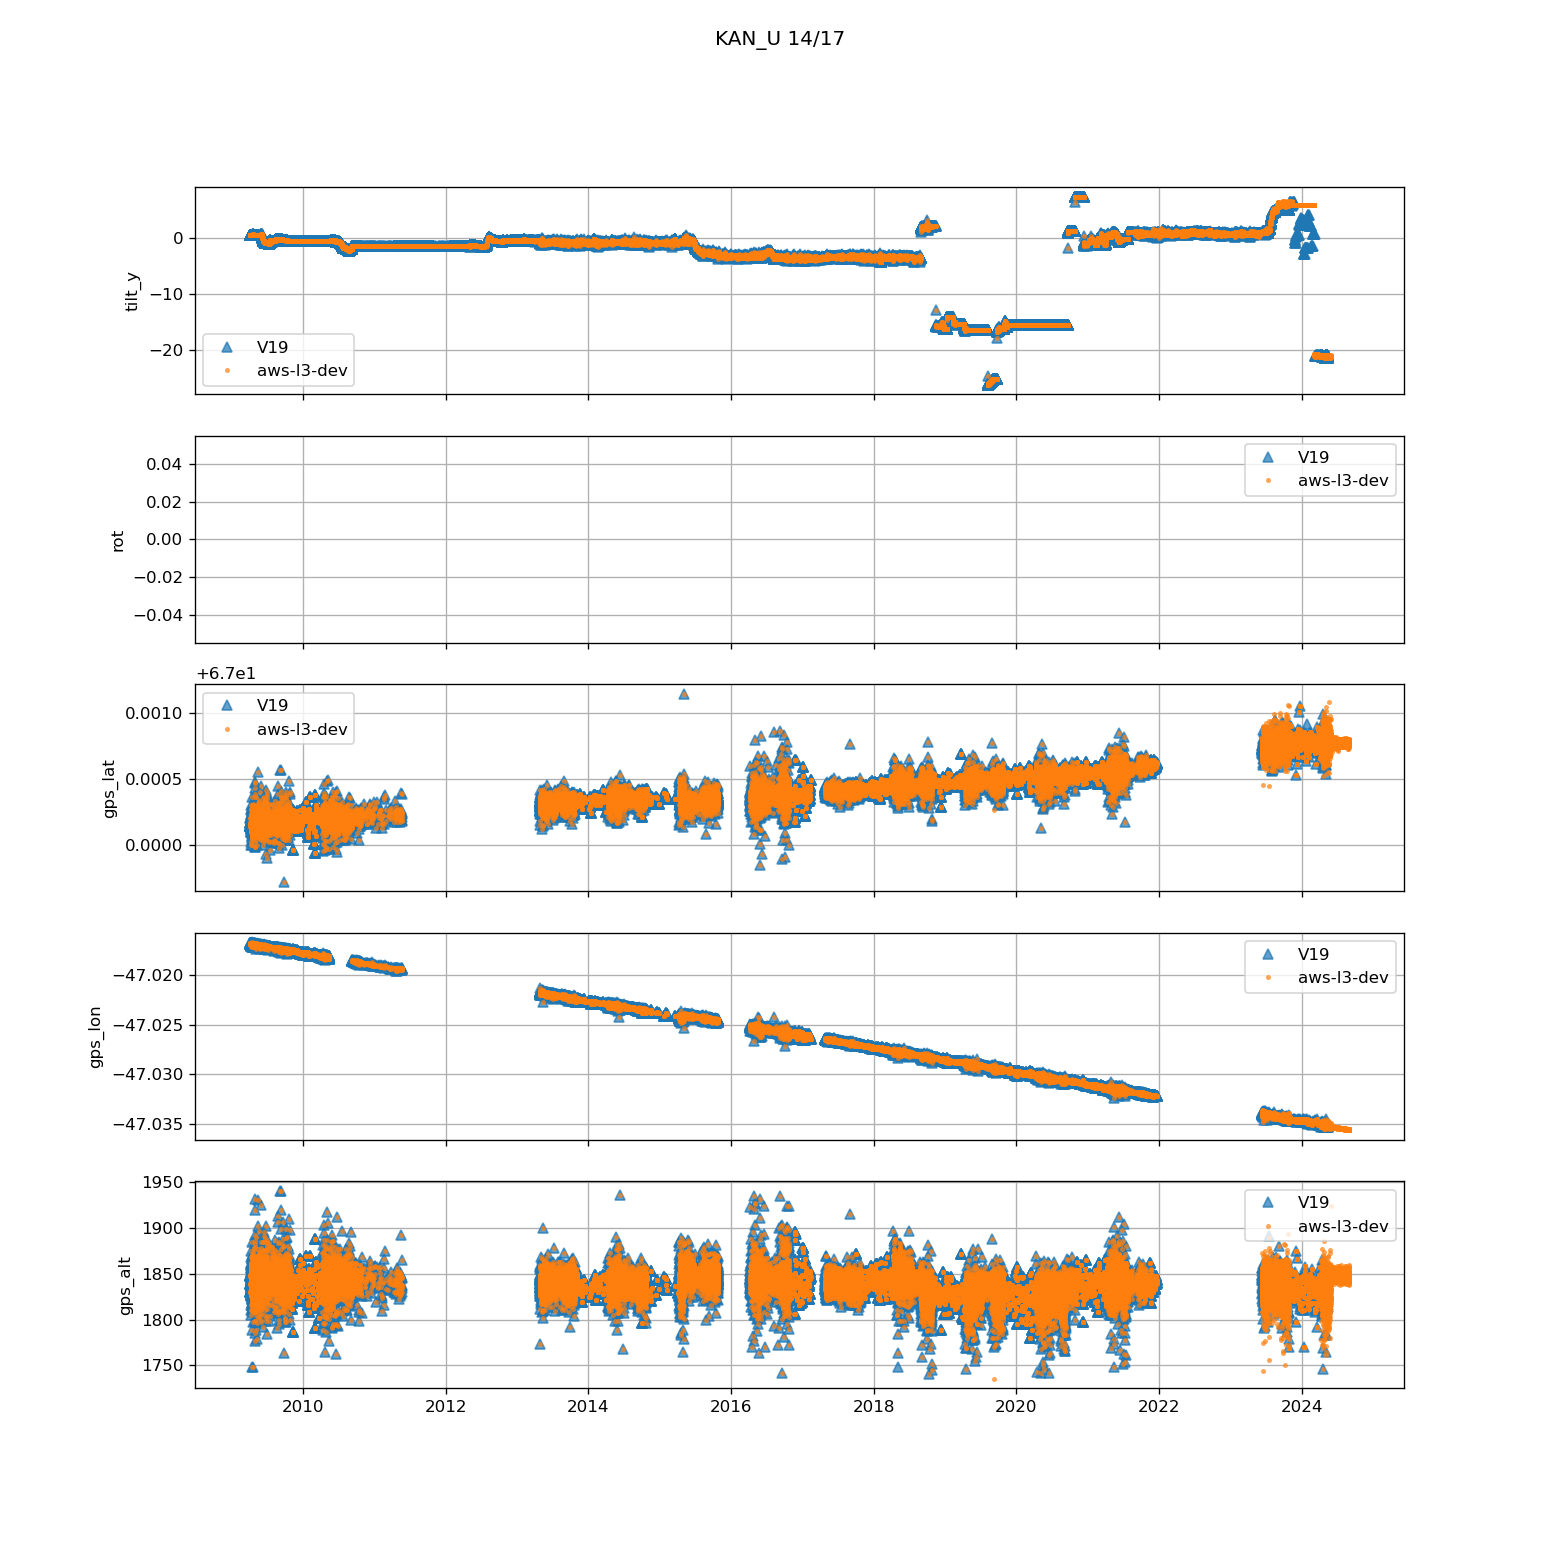 KAN_U 14/17
tilt_y
0
−10
−20
V19
aws-l3-dev
rot
0.04
0.02
0.00
−0.02
−0.04
V19
aws-l3-dev
+6.7e1
gps_lat
0.0010
0.0005
0.0000
V19
aws-l3-dev
gps_lon
−47.020
−47.025
−47.030
−47.035
V19
aws-l3-dev
gps_alt
1950
1900
1850
1800
1750
V19
aws-l3-dev
2010 2012 2014 2016 2018 2020 2022 2024